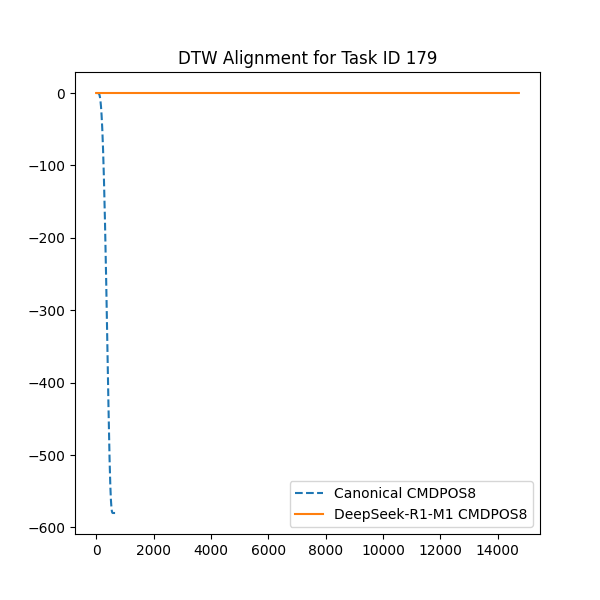 DTW Alignment for Task ID 179
0
−100
−200
−300
−400
−500
−600
0 2000 4000 6000 8000 10000 12000 14000
Canonical CMDPOS8
DeepSeek-R1-M1 CMDPOS8